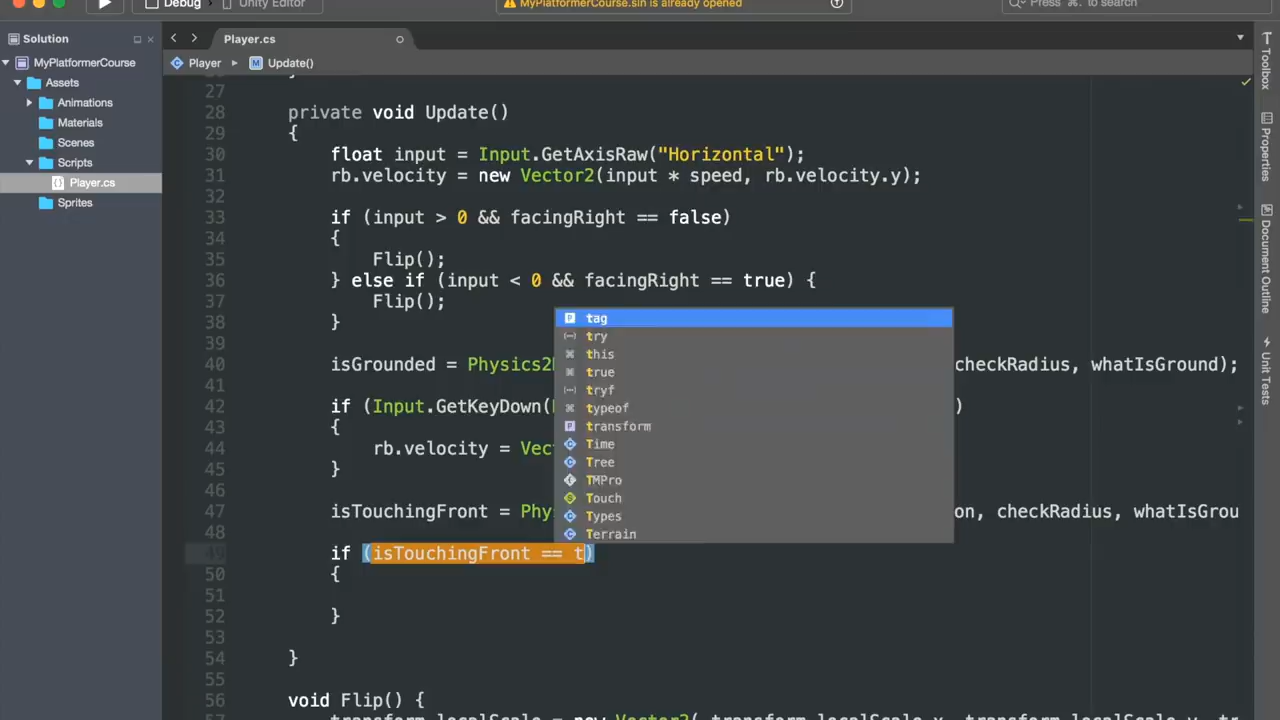 Debug
Unity Editor
MyPlatformerCourse.sln is already opened
Press ⌘. to search
Solution
Player.cs
MyPlatformerCourse
Player
Update()
Assets
Animations
Materials
Scenes
Scripts
Player.cs
Sprites
27
28 private void Update()
29 {
30 float input = Input.GetAxisRaw("Horizontal");
31 rb.velocity = new Vector2(input * speed, rb.velocity.y);
32
33 if (input > 0 && facingRight == false)
34 {
35 Flip();
36 } else if (input < 0 && facingRight == true) {
37 Flip();
38 }
39
40 isGrounded = Physics2 checkRadius, whatIsGround);
41
42 if (Input.GetKeyDown( )
43 {
44 rb.velocity = Vec
45 }
46
47 isTouchingFront = Phy on, checkRadius, whatIsGrou
48
49 if (isTouchingFront == t)
50 {
51
52 }
53
54 }
55
56 void Flip() {
57
tag
try
this
true
tryf
typeof
transform
Time
Tree
TMPro
Touch
Types
Terrain
Toolbox
Properties
Document Outline
Unit Tests